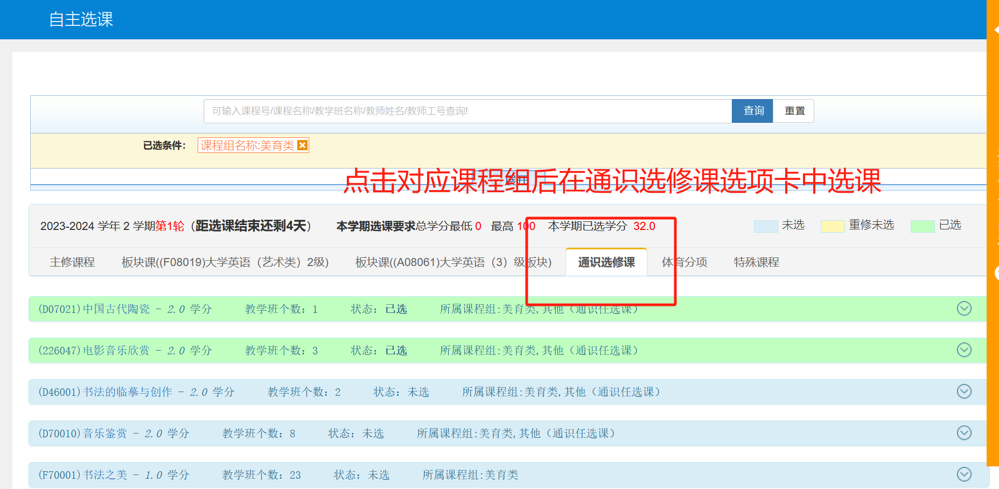 自主选课
可输入课程号/课程名称/教学班名称/教师姓名/教师工号查询! 查询 重置
已选条件： 课程组名称:美育类
展开
点击对应课程组后在通识选修课选项卡中选课
2023-2024 学年 2 学期第1轮（距选课结束还剩4天） 本学期选课要求总学分最低 0 最高 100 本学期已选学分 32.0 未选 重修未选 已选
主修课程 板块课((F08019)大学英语（艺术类）2级) 板块课((A08061)大学英语（3）级板块) 通识选修课 体育分项 特殊课程
(D07021)中国古代陶瓷 - 2.0 学分 教学班个数：1 状态：已选 所属课程组:美育类,其他（通识任选课）
(226047)电影音乐欣赏 - 2.0 学分 教学班个数：3 状态：已选 所属课程组:美育类,其他（通识任选课）
(D46001)书法的临摹与创作 - 2.0 学分 教学班个数：2 状态：未选 所属课程组:美育类,其他（通识任选课）
(D70010)音乐鉴赏 - 2.0 学分 教学班个数：8 状态：未选 所属课程组:美育类,其他（通识任选课）
(F70001)书法之美 - 1.0 学分 教学班个数：23 状态：未选 所属课程组:美育类